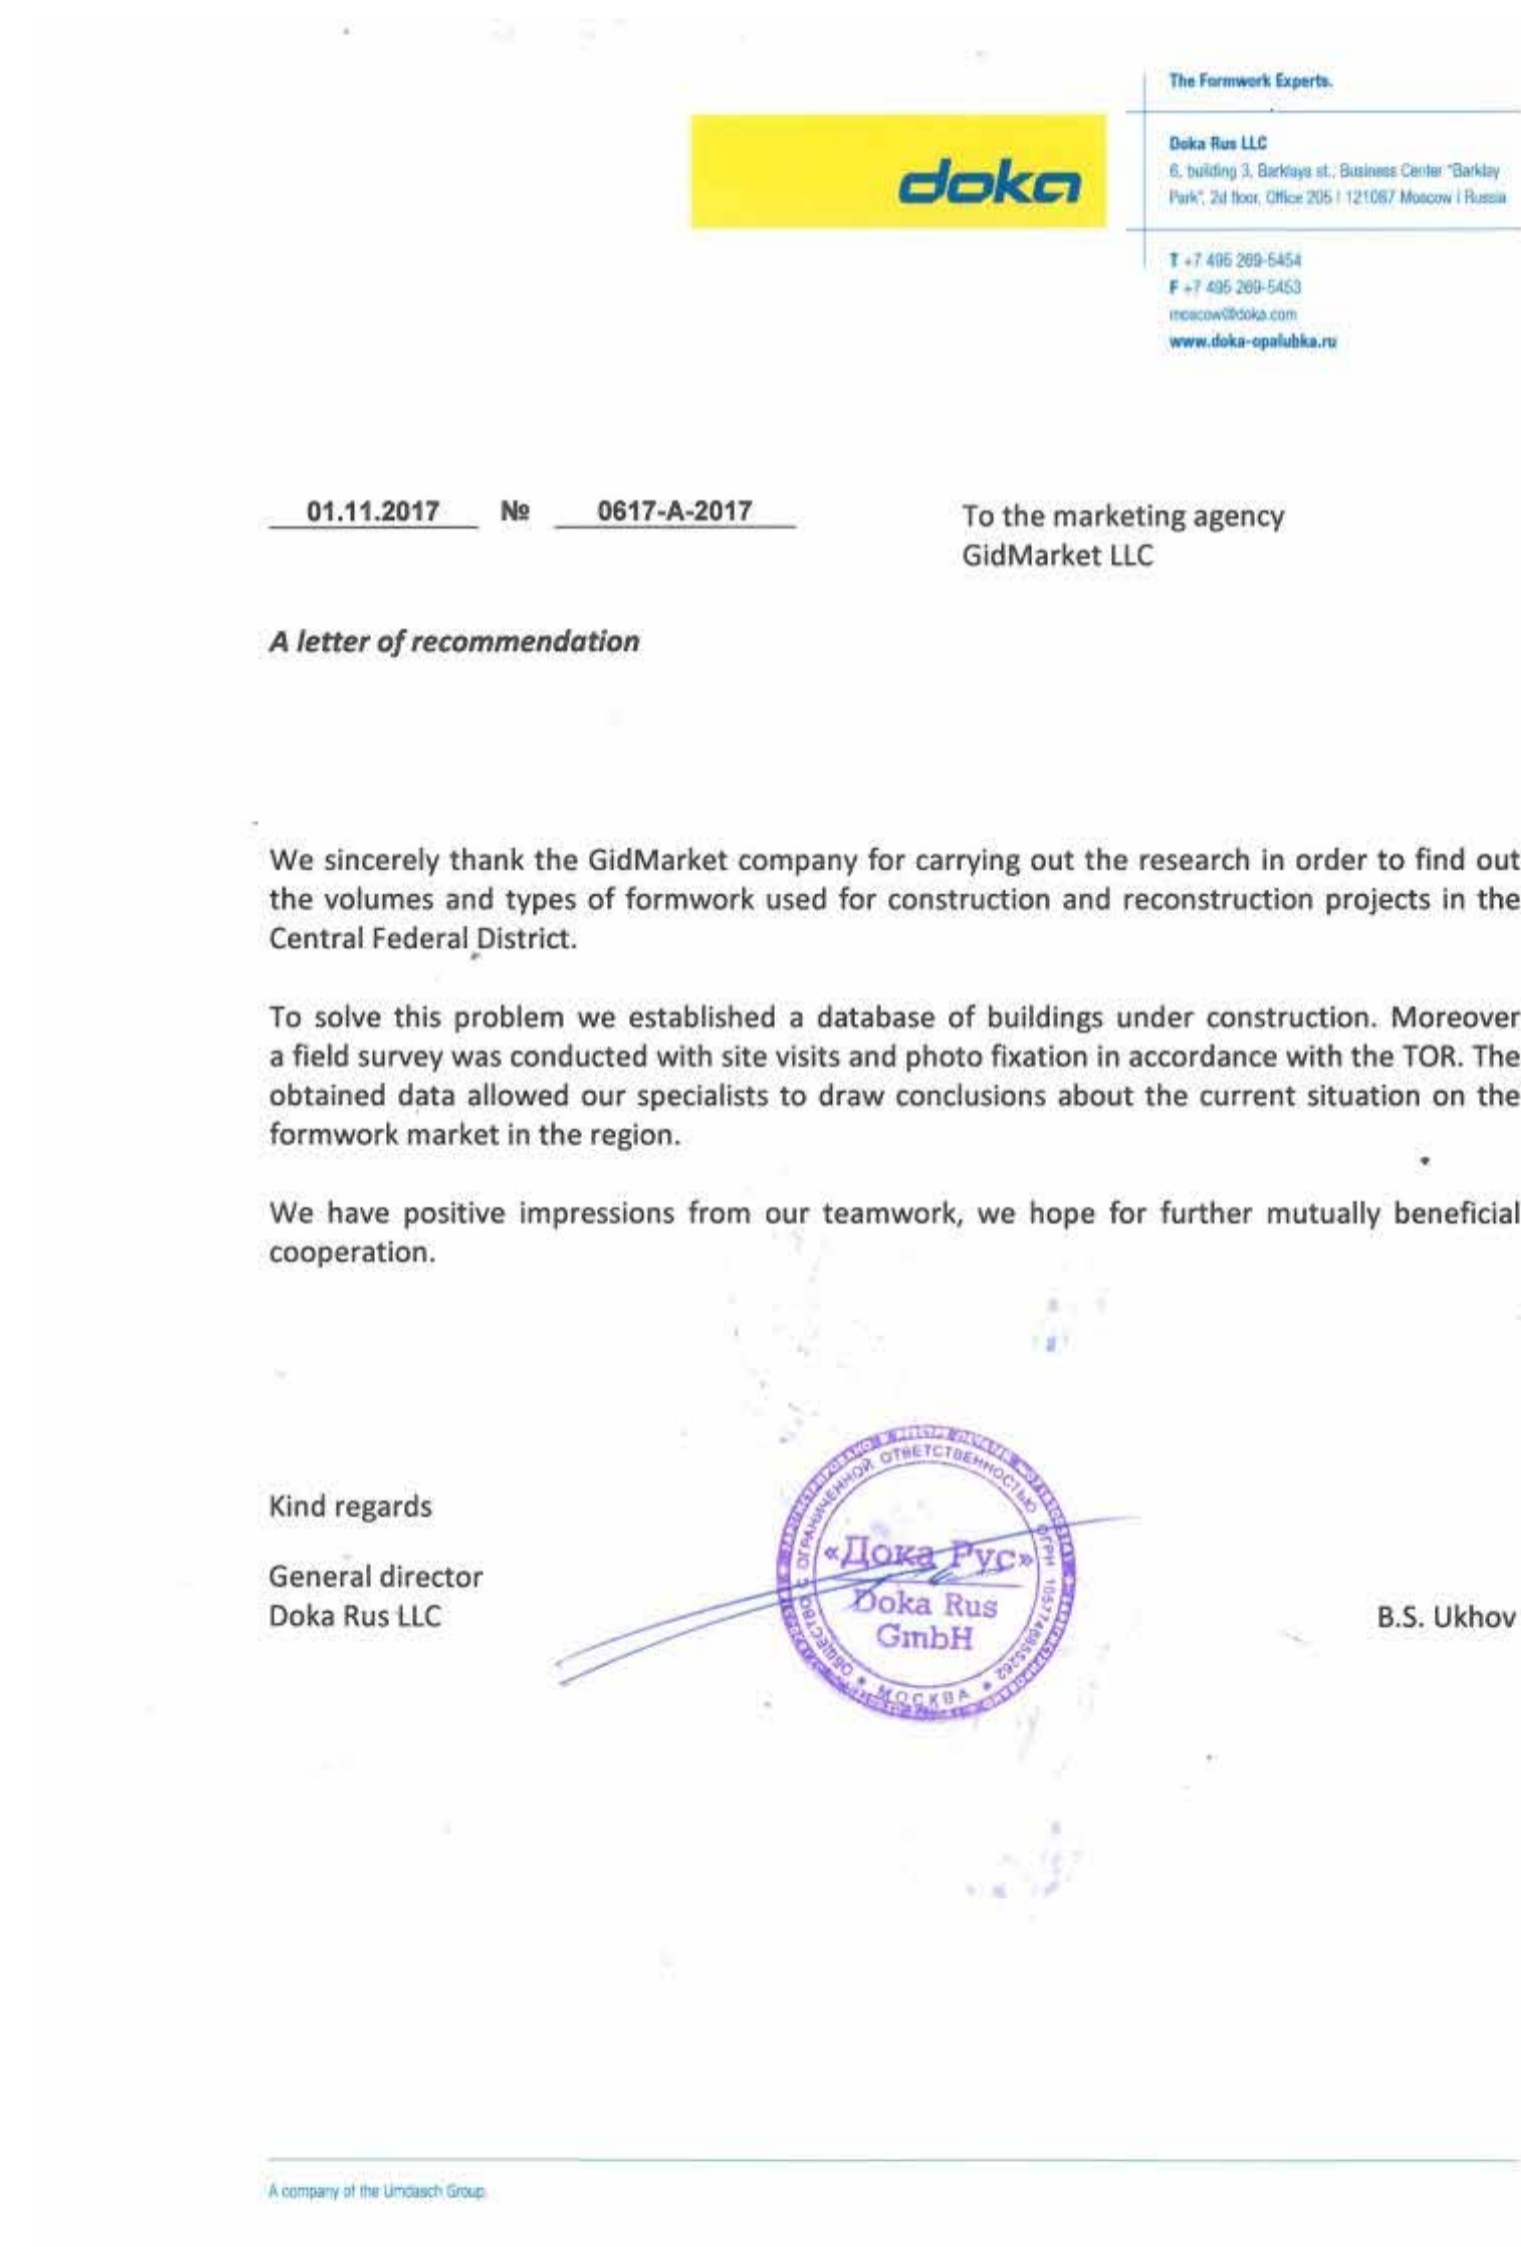 The Formwork Experts.
doka
Doka Rus LLC
6, building 3, Barklaya st., Business Center "Barklay
Park", 2d floor, Office 205 | 121087 Moscow | Russia
T +7 495 269-5454
F +7 495 269-5453
moscow@doka.com
www.doka-opalubka.ru
01.11.2017 № 0617-A-2017
To the marketing agency
GidMarket LLC
A letter of recommendation
We sincerely thank the GidMarket company for carrying out the research in order to find out
the volumes and types of formwork used for construction and reconstruction projects in the
Central Federal District.
To solve this problem we established a database of buildings under construction. Moreover
a field survey was conducted with site visits and photo fixation in accordance with the TOR. The
obtained data allowed our specialists to draw conclusions about the current situation on the
formwork market in the region.
We have positive impressions from our teamwork, we hope for further mutually beneficial
cooperation.
Kind regards
General director
Doka Rus LLC
ОБЩЕСТВО С ОГРАНИЧЕННОЙ ОТВЕТСТВЕННОСТЬЮ ОГРН
МОСКВА
«Дока Рус»
Doka Rus
GmbH
B.S. Ukhov
A company of the Umdasch Group